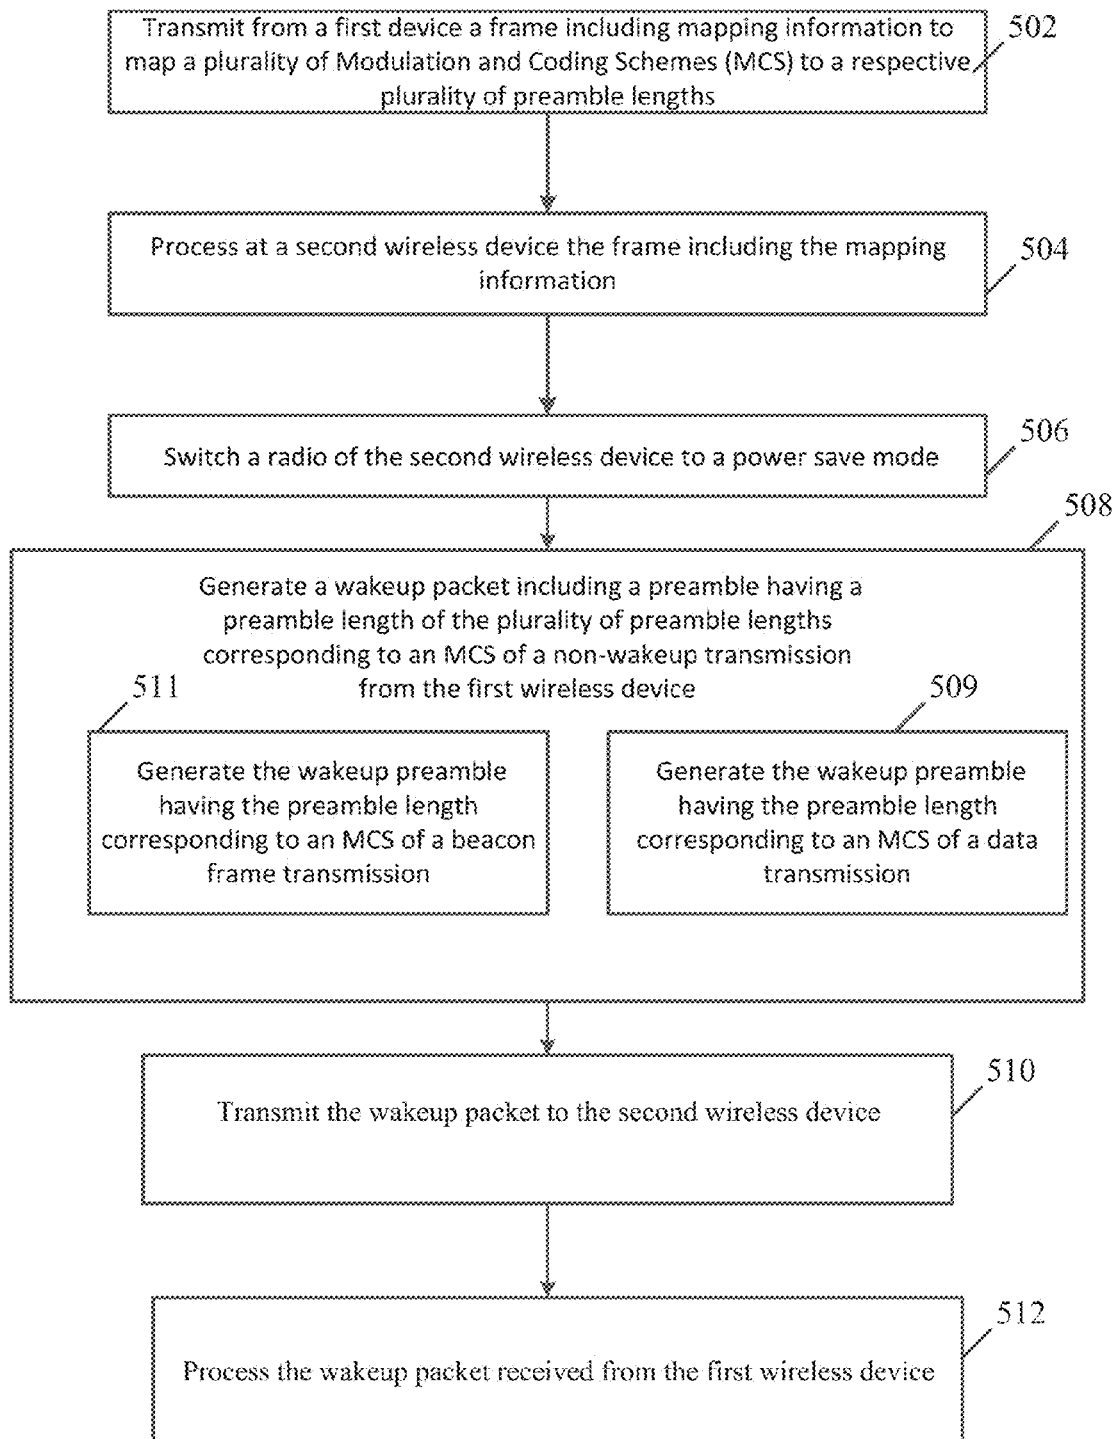 Transmit from a first device a frame including mapping information to
map a plurality of Modulation and Coding Schemes (MCS) to a respective
plurality of preamble lengths
502
Process at a second wireless device the frame including the mapping
information
504
Switch a radio of the second wireless device to a power save mode
506
508
Generate a wakeup packet including a preamble having a
preamble length of the plurality of preamble lengths
corresponding to an MCS of a non-wakeup transmission
from the first wireless device
511
Generate the wakeup preamble
having the preamble length
corresponding to an MCS of a beacon
frame transmission
509
Generate the wakeup preamble
having the preamble length
corresponding to an MCS of a data
transmission
510
Transmit the wakeup packet to the second wireless device
512
Process the wakeup packet received from the first wireless device